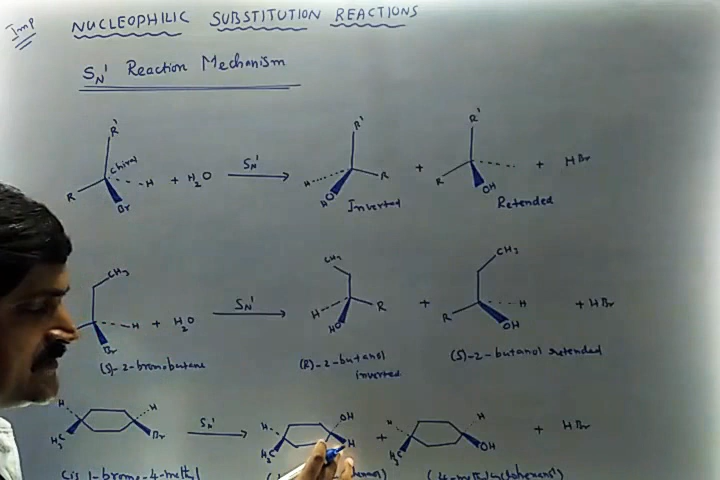 Imp
NUCLEOPHILIC SUBSTITUTION REACTIONS
SN1 Reaction Mechanism
R' R' R'
chiral
R H + H2O SN1 H R + R + HBr
Br HO OH
Inverted Retended
CH3 CH3 CH3
H + H2O SN1 H R + R H + HBr
Br HO OH
(S)-2-bromobutane (R)-2-butanol (S)-2-butanol retended
inverted
H H OH H H
SN1 H H + + HBr
H3C Br H3C H3C OH
cis 1-bromo-4-methyl